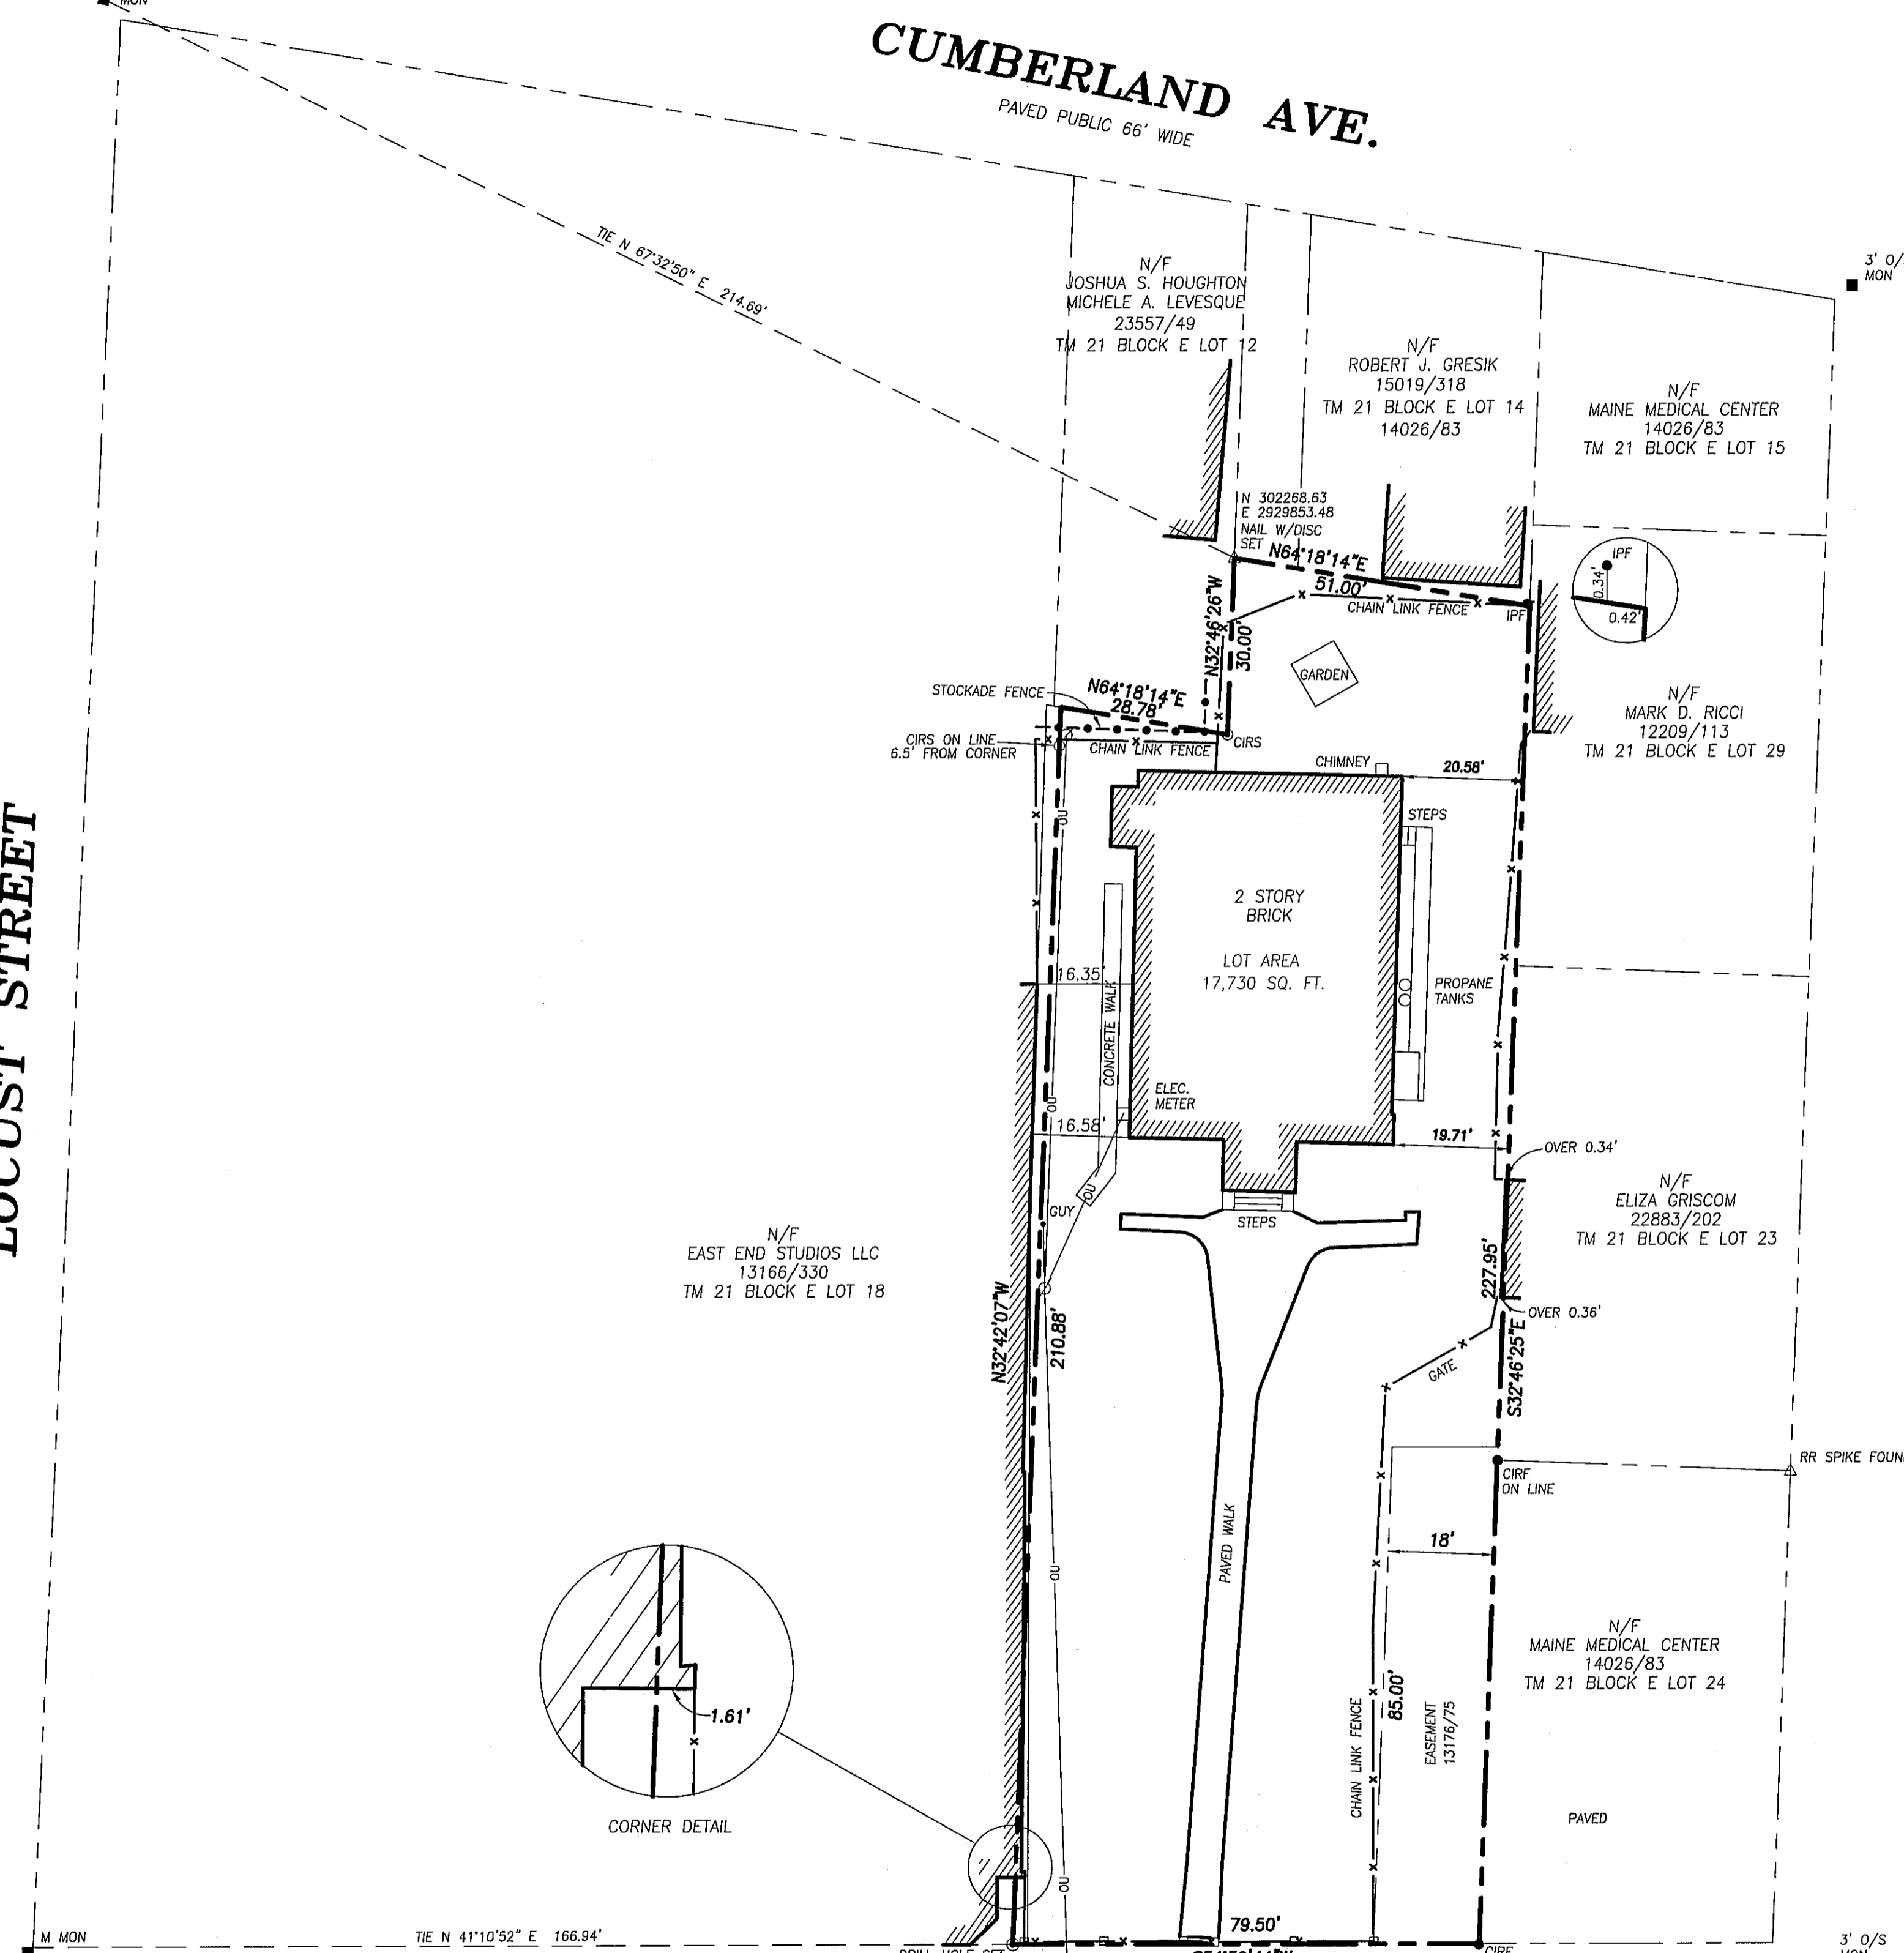 MON
CUMBERLAND AVE.
PAVED PUBLIC 66' WIDE
TIE N 67°32'50" E 214.69'
3' O/
MON
N/F
JOSHUA S. HOUGHTON
MICHELE A. LEVESQUE
23557/49
TM 21 BLOCK E LOT 12
N/F
ROBERT J. GRESIK
15019/318
TM 21 BLOCK E LOT 14
14026/83
N/F
MAINE MEDICAL CENTER
14026/83
TM 21 BLOCK E LOT 15
N 302268.63
E 2929853.48
NAIL W/DISC
SET
N64°18'14"E
51.00'
CHAIN LINK FENCE
IPF
IPF
0.34'
0.42'
N32°46'26"W
30.00'
GARDEN
STOCKADE FENCE
N64°18'14"E
28.78'
CIRS ON LINE
6.5' FROM CORNER
CHAIN LINK FENCE
CIRS
CHIMNEY
20.58'
N/F
MARK D. RICCI
12209/113
TM 21 BLOCK E LOT 29
STEPS
OU
LOCUST STREET
2 STORY
BRICK
LOT AREA
17,730 SQ. FT.
16.35'
CONCRETE WALK
PROPANE
TANKS
ELEC.
METER
OU
16.58'
19.71'
OVER 0.34'
OU
GUY
STEPS
N/F
ELIZA GRISCOM
22883/202
TM 21 BLOCK E LOT 23
N/F
EAST END STUDIOS LLC
13166/330
TM 21 BLOCK E LOT 18
227.95'
S32°46'25"E
OVER 0.36'
N32°42'07"W
210.88'
GATE
RR SPIKE FOUN
CIRF
ON LINE
18'
PAVED WALK
OU
N/F
MAINE MEDICAL CENTER
14026/83
TM 21 BLOCK E LOT 24
85.00'
CHAIN LINK FENCE
EASEMENT
13176/75
1.61'
CORNER DETAIL
PAVED
OU
M MON
TIE N 41°10'52" E 166.94'
79.50'
CIRF
3' O/S
MON